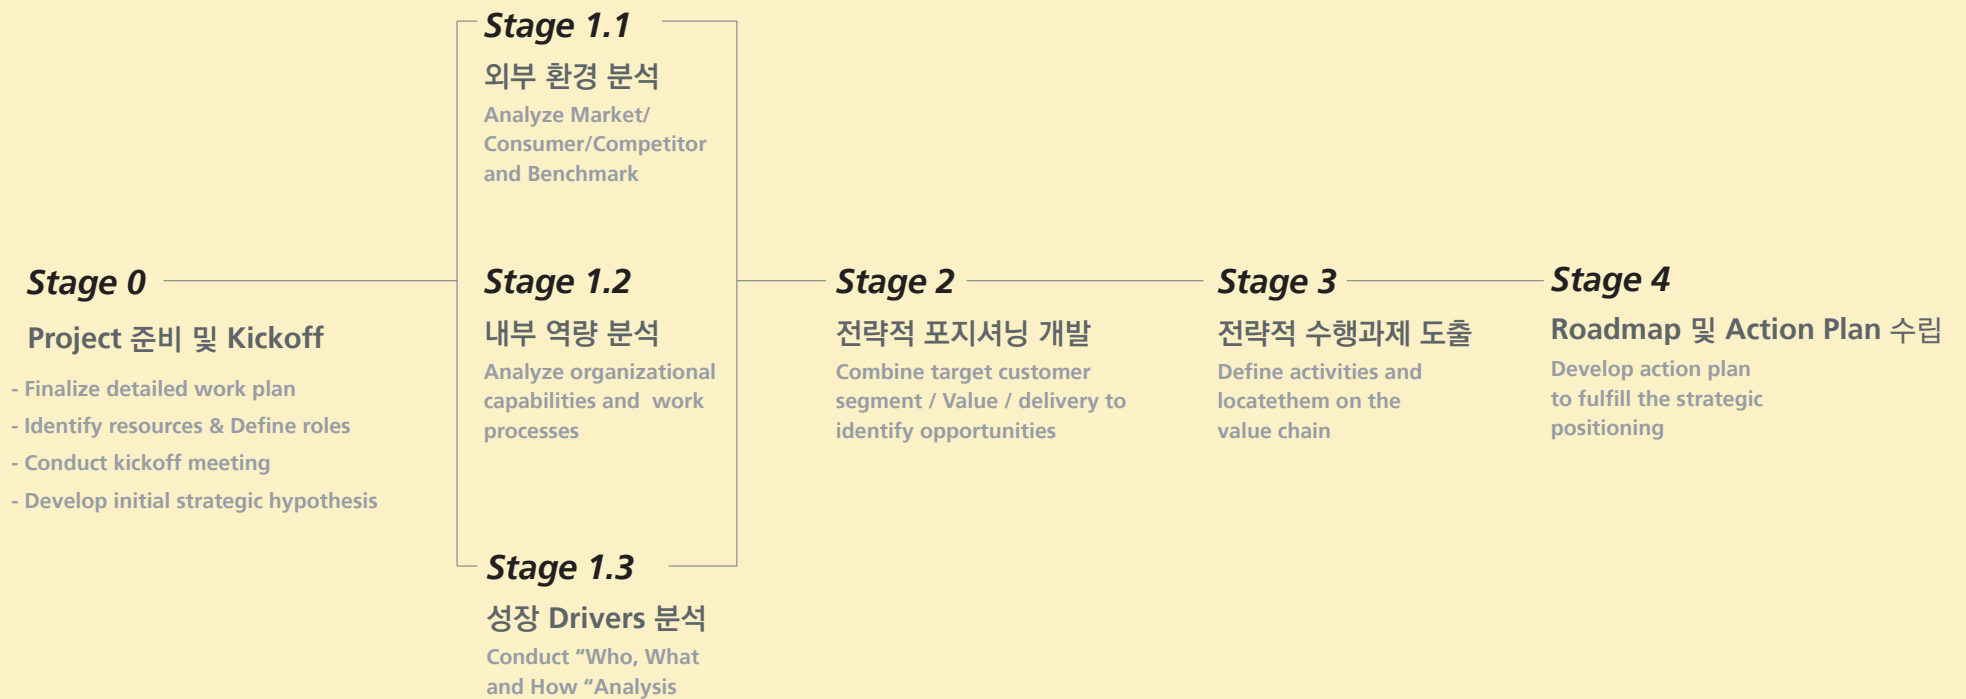 Stage 0
Project 준비 및 Kickoff
- Finalize detailed work plan
- Identify resources & Define roles
- Conduct kickoff meeting
- Develop initial strategic hypothesis
Stage 1.1
외부 환경 분석
Analyze Market/
Consumer/Competitor
and Benchmark
Stage 1.2
내부 역량 분석
Analyze organizational
capabilities and work
processes
Stage 1.3
성장 Drivers 분석
Conduct “Who, What
and How “Analysis
Stage 2
전략적 포지셔닝 개발
Combine target customer
segment / Value / delivery to
identify opportunities
Stage 3
전략적 수행과제 도출
Define activities and
locatethem on the
value chain
Stage 4
Roadmap 및 Action Plan 수립
Develop action plan
to fulfill the strategic
positioning